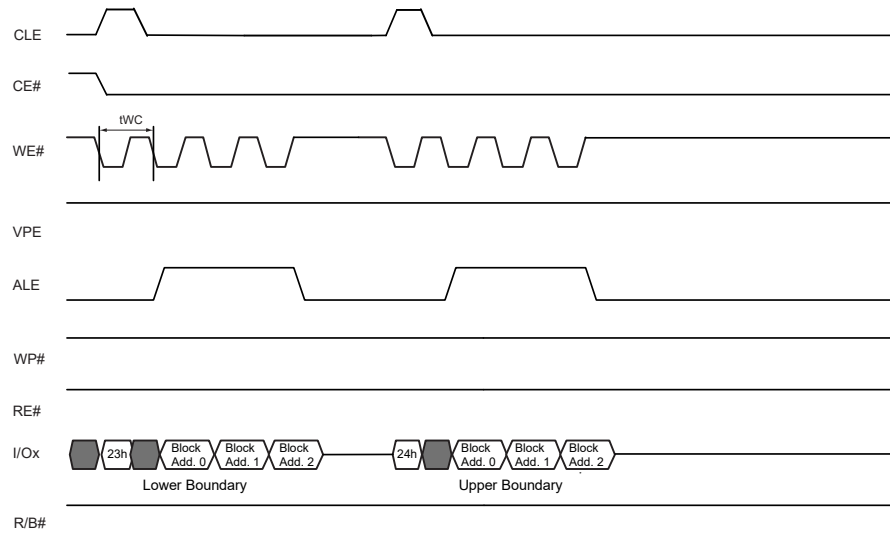 CLE
CE#
tWC
WE#
VPE
ALE
WP#
RE#
I/Ox
23h
Block
Add. 0
Block
Add. 1
Block
Add. 2
24h
Block
Add. 0
Block
Add. 1
Block
Add. 2
Lower Boundary
Upper Boundary
R/B#